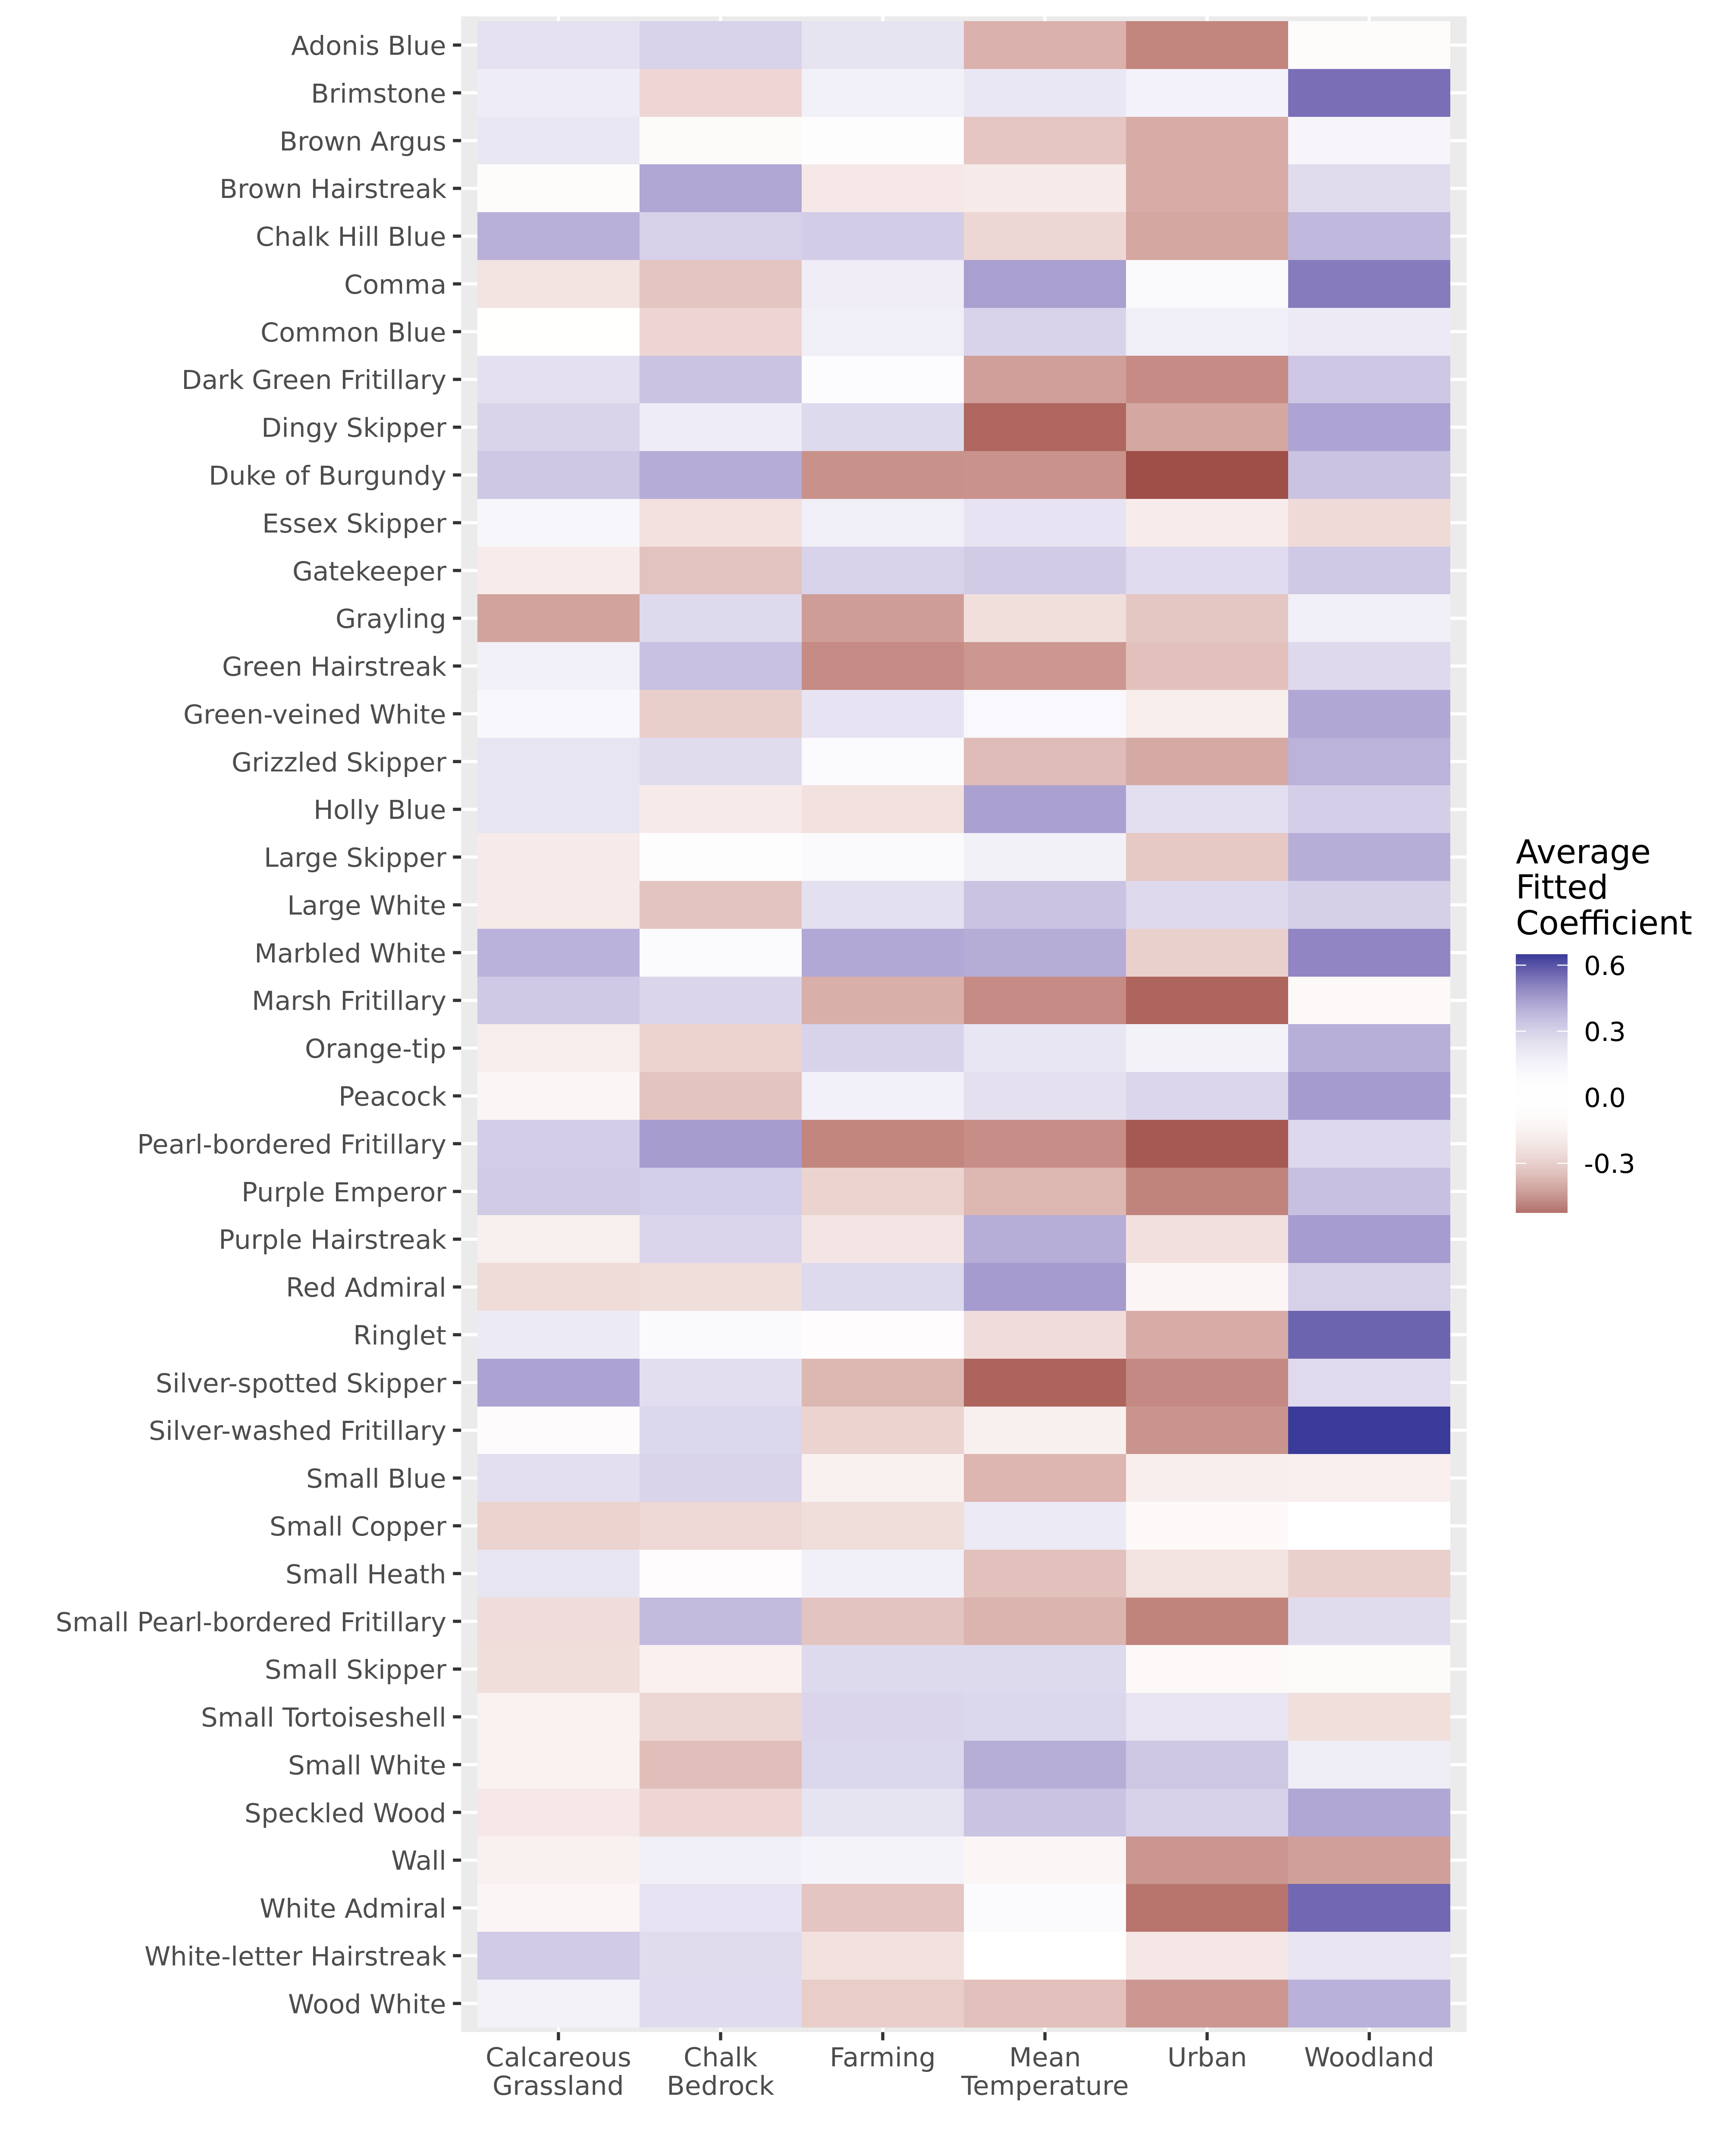 Adonis Blue
Brimstone
Brown Argus
Brown Hairstreak
Chalk Hill Blue
Comma
Common Blue
Dark Green Fritillary
Dingy Skipper
Duke of Burgundy
Essex Skipper
Gatekeeper
Grayling
Green Hairstreak
Green-veined White
Grizzled Skipper
Holly Blue
Large Skipper
Large White
Marbled White
Marsh Fritillary
Orange-tip
Peacock
Pearl-bordered Fritillary
Purple Emperor
Purple Hairstreak
Red Admiral
Ringlet
Silver-spotted Skipper
Silver-washed Fritillary
Small Blue
Small Copper
Small Heath
Small Pearl-bordered Fritillary
Small Skipper
Small Tortoiseshell
Small White
Speckled Wood
Wall
White Admiral
White-letter Hairstreak
Wood White
Calcareous
Grassland
Chalk
Bedrock
Farming
Mean
Temperature
Urban
Woodland
Average
Fitted
Coefficient
0.6
0.3
0.0
-0.3